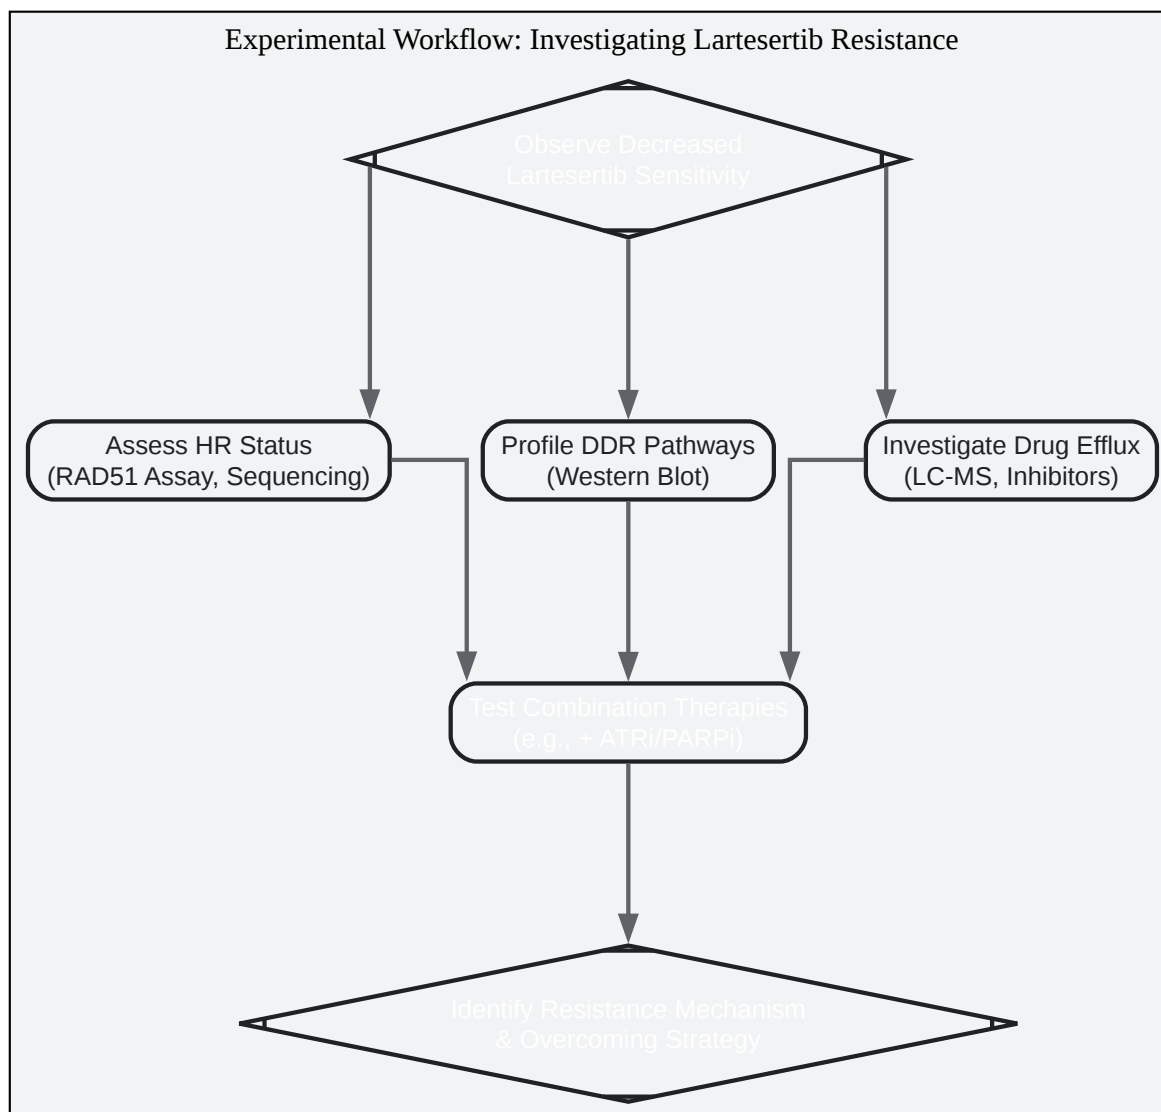 Experimental Workflow: Investigating Lartesertib Resistance
Observe Decreased
Lartesertib Sensitivity
Assess HR Status
(RAD51 Assay, Sequencing)
Profile DDR Pathways
(Western Blot)
Investigate Drug Efflux
(LC-MS, Inhibitors)
Test Combination Therapies
(e.g., + ATRi/PARPi)
Identify Resistance Mechanism
& Overcoming Strategy